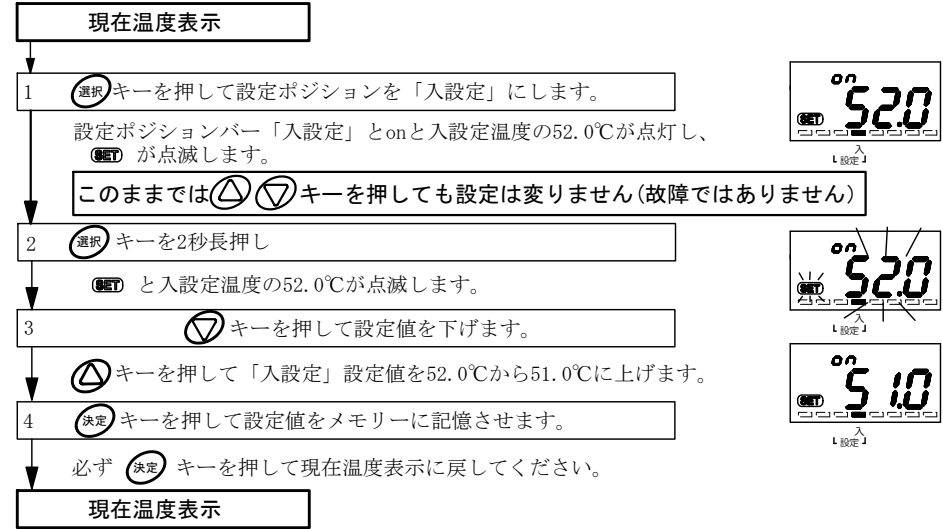 現在温度表示
1 選択キーを押して設定ポジションを「入設定」にします。
on
SET 52.0
入
設定
設定ポジションバー「入設定」とonと入設定温度の52.0℃が点灯し、
SET が点滅します。
このままでは△▽キーを押しても設定は変りません(故障ではありません)
2 選択キーを2秒長押し
on
SET 52.0
入
設定
SET と入設定温度の52.0℃が点滅します。
3 ▽キーを押して設定値を下げます。
△キーを押して「入設定」設定値を52.0℃から51.0℃に上げます。
on
SET 51.0
入
設定
4 決定キーを押して設定値をメモリーに記憶させます。
必ず 決定 キーを押して現在温度表示に戻してください。
現在温度表示